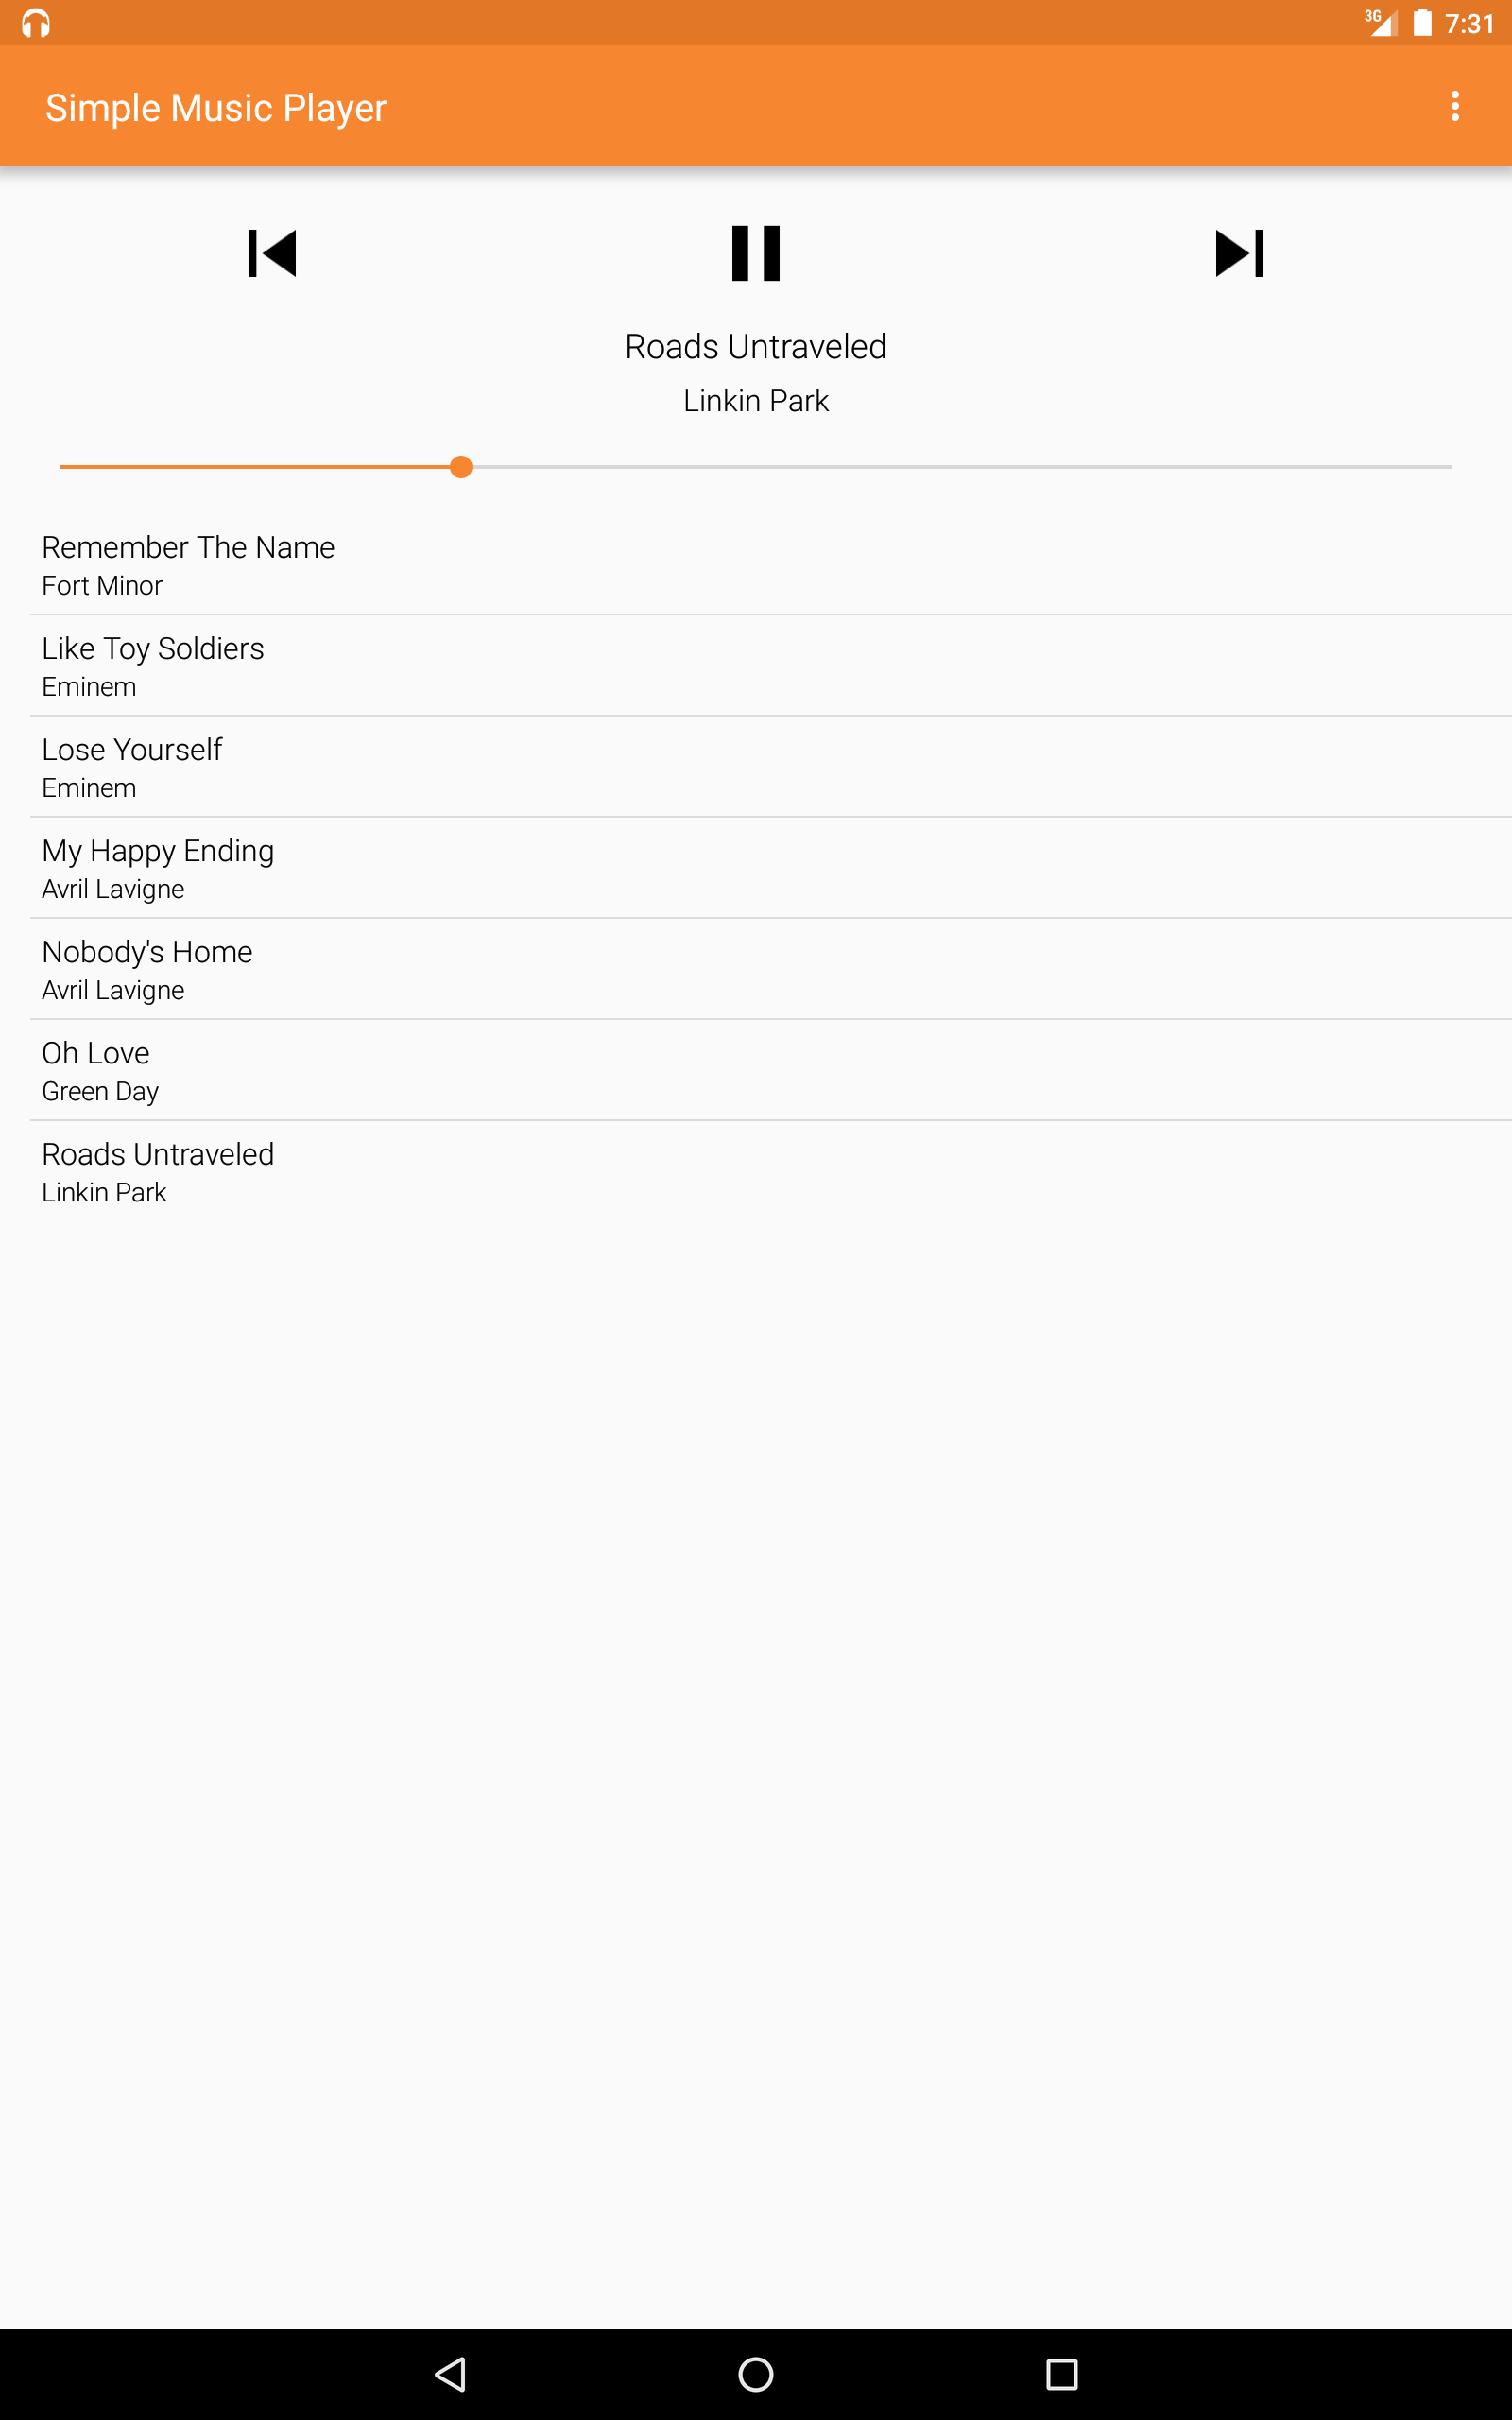 3G 7:31
Simple Music Player
Roads Untraveled
Linkin Park
Remember The Name
Fort Minor
Like Toy Soldiers
Eminem
Lose Yourself
Eminem
My Happy Ending
Avril Lavigne
Nobody's Home
Avril Lavigne
Oh Love
Green Day
Roads Untraveled
Linkin Park